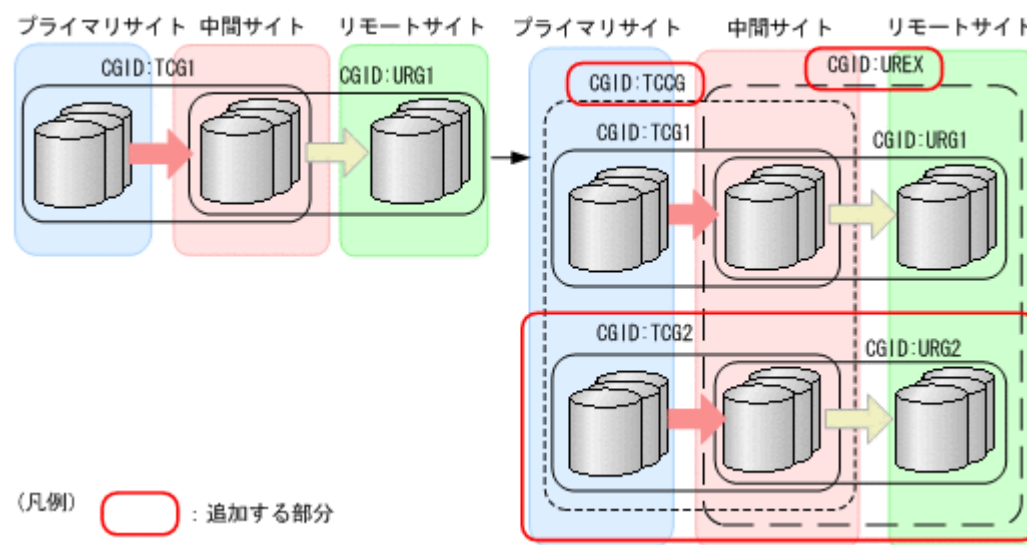 プライマリサイト 中間サイト リモートサイト
CGID:TCG1
CGID:URG1
プライマリサイト 中間サイト リモートサイト
CGID:UREX
CGID:TCCG
CGID:TCG1
CGID:URG1
CGID:TCG2
CGID:URG2
(凡例) :追加する部分